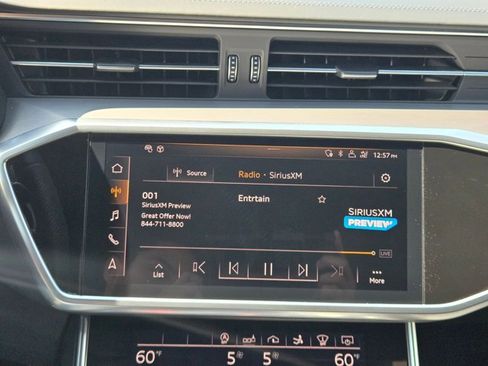 12:57 PM
Source
Radio · SiriusXM
001
Entrtain
SiriusXM Preview
Great Offer Now!
844-711-8800
SIRIUSXM
PREVIEW
LIVE
List
More
60°F 5 5 60°F